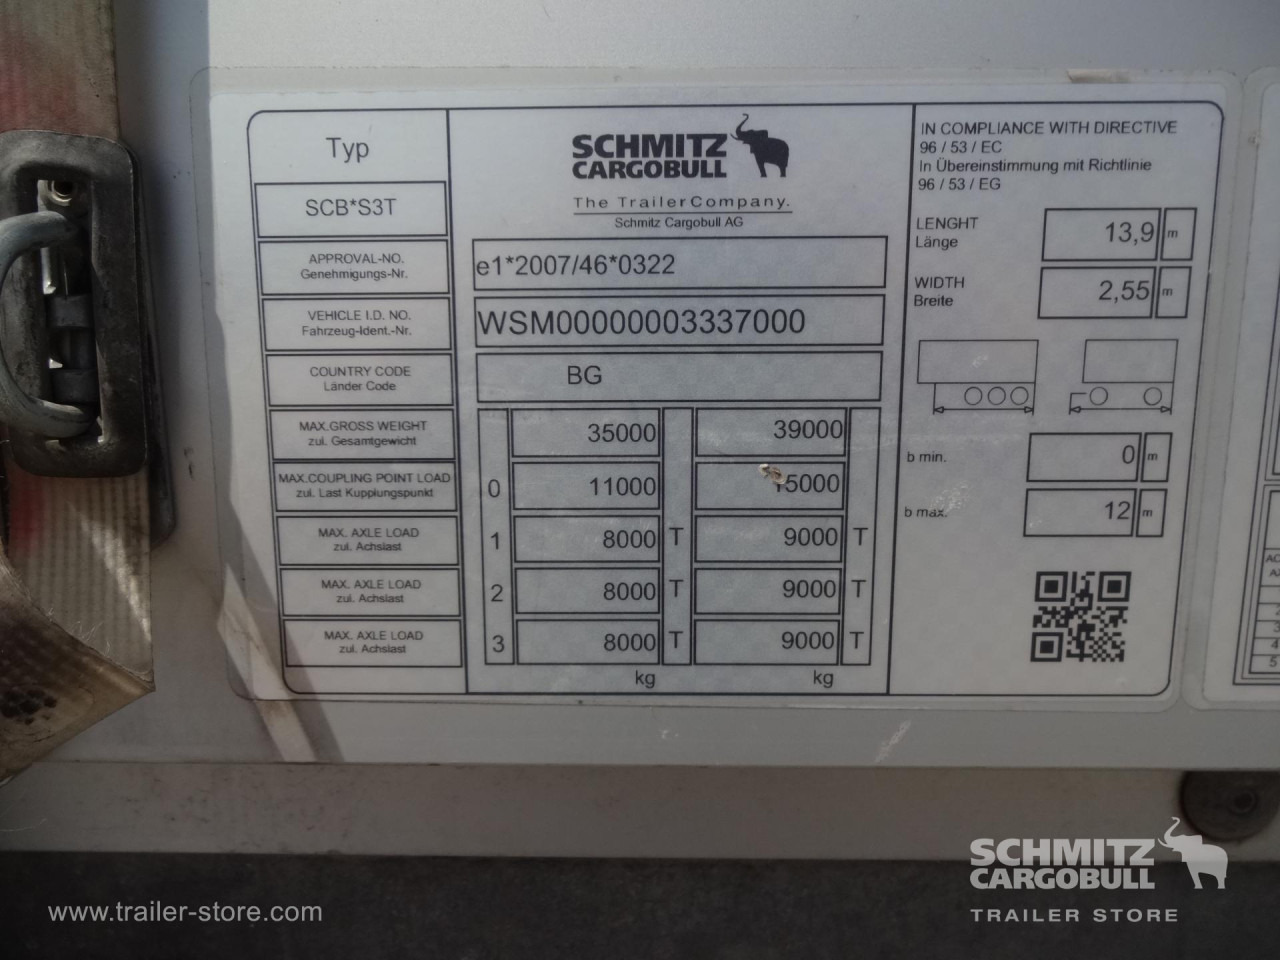 Typ
SCB*S3T
SCHMITZ
CARGOBULL
The TrailerCompany.
Schmitz Cargobull AG
APPROVAL-NO.
Genehmigungs-Nr.
e1*2007/46*0322
VEHICLE I.D. NO.
Fahrzeug-Ident.-Nr.
WSM00000003337000
COUNTRY CODE
Länder Code
BG
MAX.GROSS WEIGHT
zul. Gesamtgewicht
35000 39000
MAX.COUPLING POINT LOAD
zul. Last Kupplungspunkt
0 11000 15000
MAX. AXLE LOAD
zul. Achslast
1 8000 T 9000 T
MAX. AXLE LOAD
zul. Achslast
2 8000 T 9000 T
MAX. AXLE LOAD
zul. Achslast
3 8000 T 9000 T
kg kg
IN COMPLIANCE WITH DIRECTIVE
96 / 53 / EC
In Übereinstimmung mit Richtlinie
96 / 53 / EG
LENGHT
Länge
13,9 m
WIDTH
Breite
2,55 m
b min. 0 m
b max. 12 m
4
5
www.trailer-store.com
SCHMITZ
CARGOBULL
TRAILER STORE